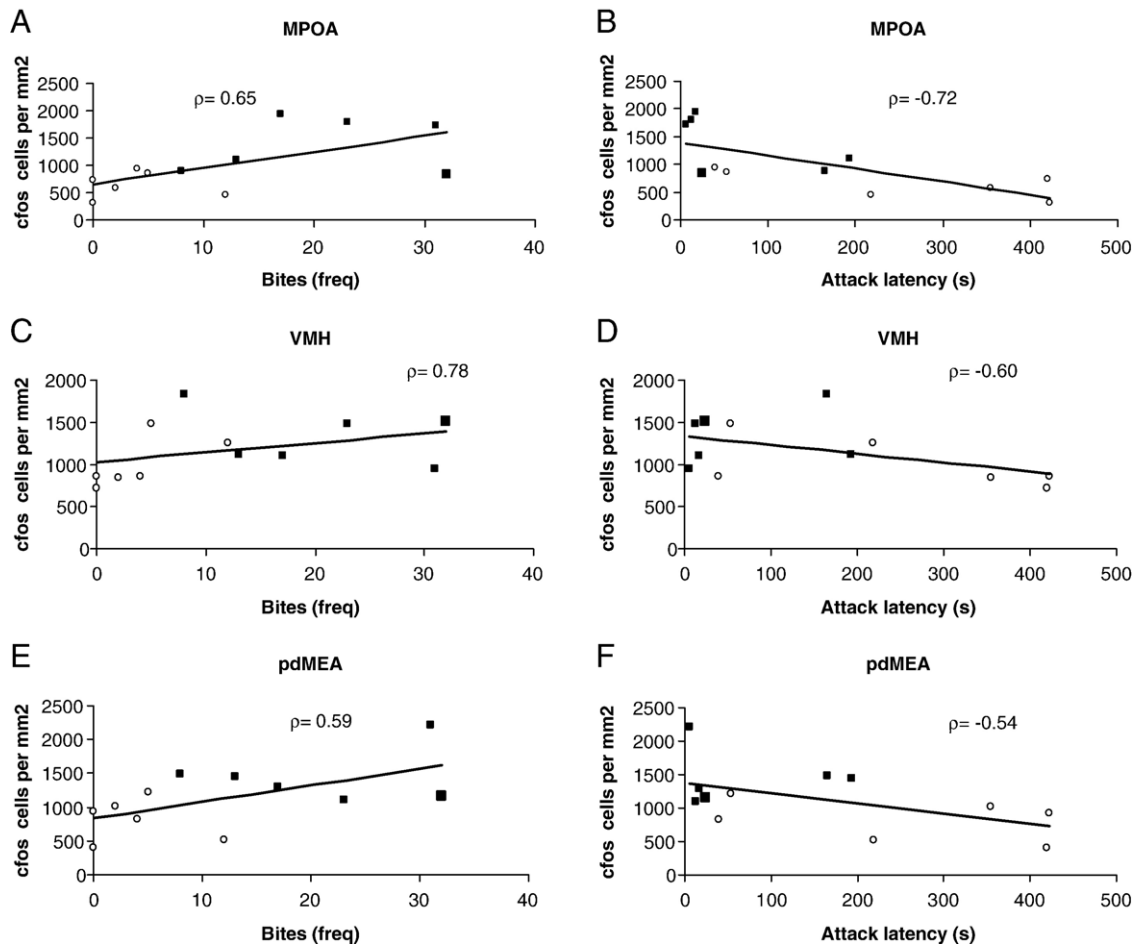 A
MPOA
cfos cells per mm2
2500
2000
1500
1000
500
0
ρ= 0.65
0 10 20 30 40
Bites (freq)
B
MPOA
cfos cells per mm2
2500
2000
1500
1000
500
0
ρ= -0.72
0 100 200 300 400 500
Attack latency (s)
C
VMH
cfos cells per mm2
2000
1500
1000
500
0
ρ= 0.78
0 10 20 30 40
Bites (freq)
D
VMH
cfos cells per mm2
2000
1500
1000
500
0
ρ= -0.60
0 100 200 300 400 500
Attack latency (s)
E
pdMEA
cfos cells per mm2
2500
2000
1500
1000
500
0
ρ= 0.59
0 10 20 30 40
Bites (freq)
F
pdMEA
cfos cells per mm2
2500
2000
1500
1000
500
0
ρ= -0.54
0 100 200 300 400 500
Attack latency (s)